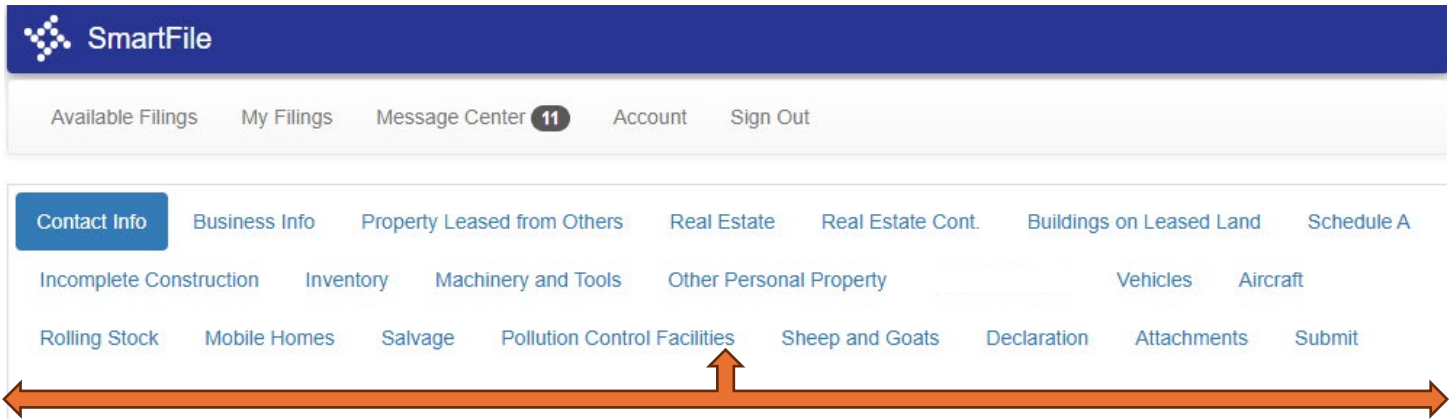 SmartFile
Available Filings My Filings Message Center 11 Account Sign Out
Contact Info Business Info Property Leased from Others Real Estate Real Estate Cont. Buildings on Leased Land Schedule A
Incomplete Construction Inventory Machinery and Tools Other Personal Property Vehicles Aircraft
Rolling Stock Mobile Homes Salvage Pollution Control Facilities Sheep and Goats Declaration Attachments Submit